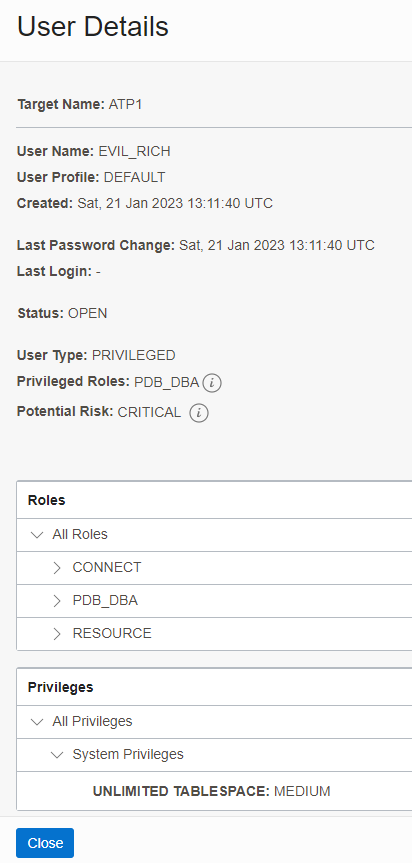 User Details
Target Name: ATP1
User Name: EVIL_RICH
User Profile: DEFAULT
Created: Sat, 21 Jan 2023 13:11:40 UTC
Last Password Change: Sat, 21 Jan 2023 13:11:40 UTC
Last Login: -
Status: OPEN
User Type: PRIVILEGED
Privileged Roles: PDB_DBA i
Potential Risk: CRITICAL i
Roles
All Roles
CONNECT
PDB_DBA
RESOURCE
Privileges
All Privileges
System Privileges
UNLIMITED TABLESPACE: MEDIUM
Close